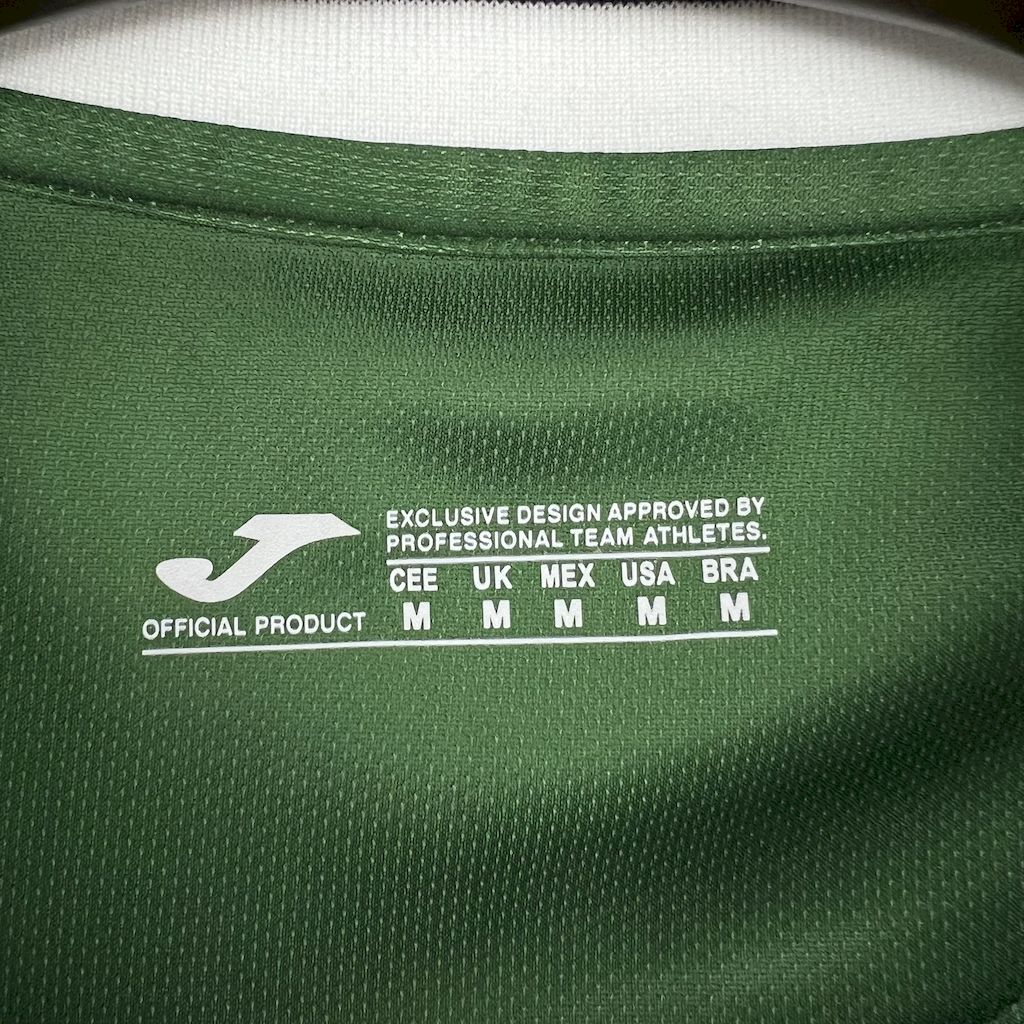 EXCLUSIVE DESIGN APPROVED BY
PROFESSIONAL TEAM ATHLETES.
CEE UK MEX USA BRA
M M M M M
OFFICIAL PRODUCT